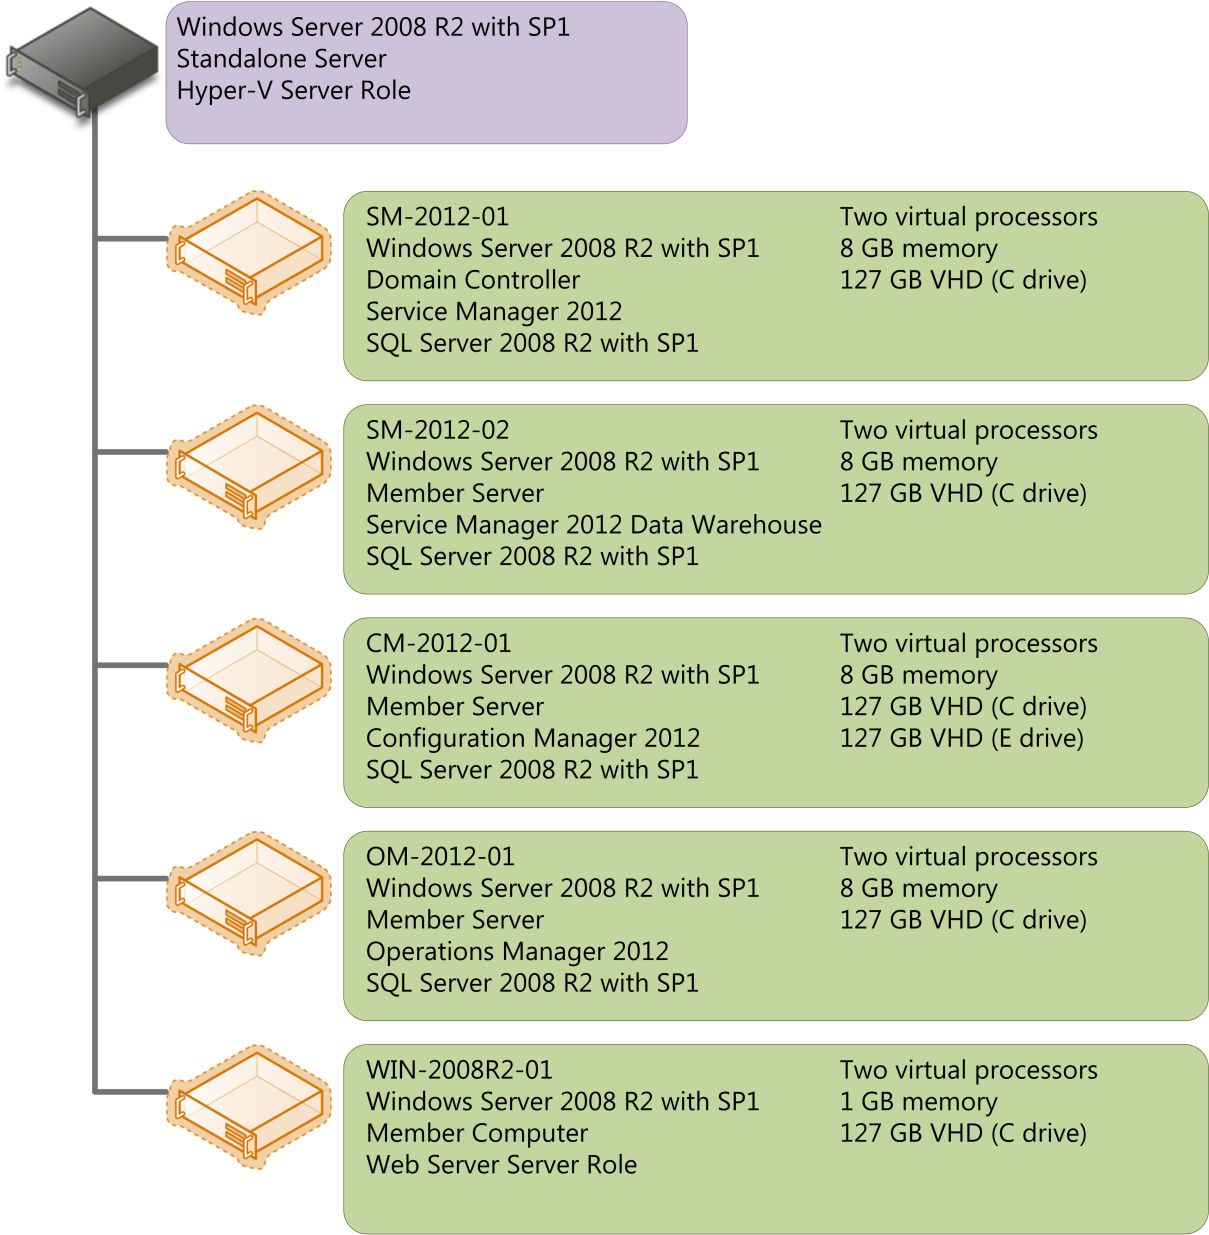 Windows Server 2008 R2 with SP1
Standalone Server
Hyper-V Server Role
SM-2012-01
Windows Server 2008 R2 with SP1
Domain Controller
Service Manager 2012
SQL Server 2008 R2 with SP1
Two virtual processors
8 GB memory
127 GB VHD (C drive)
SM-2012-02
Windows Server 2008 R2 with SP1
Member Server
Service Manager 2012 Data Warehouse
SQL Server 2008 R2 with SP1
Two virtual processors
8 GB memory
127 GB VHD (C drive)
CM-2012-01
Windows Server 2008 R2 with SP1
Member Server
Configuration Manager 2012
SQL Server 2008 R2 with SP1
Two virtual processors
8 GB memory
127 GB VHD (C drive)
127 GB VHD (E drive)
OM-2012-01
Windows Server 2008 R2 with SP1
Member Server
Operations Manager 2012
SQL Server 2008 R2 with SP1
Two virtual processors
8 GB memory
127 GB VHD (C drive)
WIN-2008R2-01
Windows Server 2008 R2 with SP1
Member Computer
Web Server Server Role
Two virtual processors
1 GB memory
127 GB VHD (C drive)